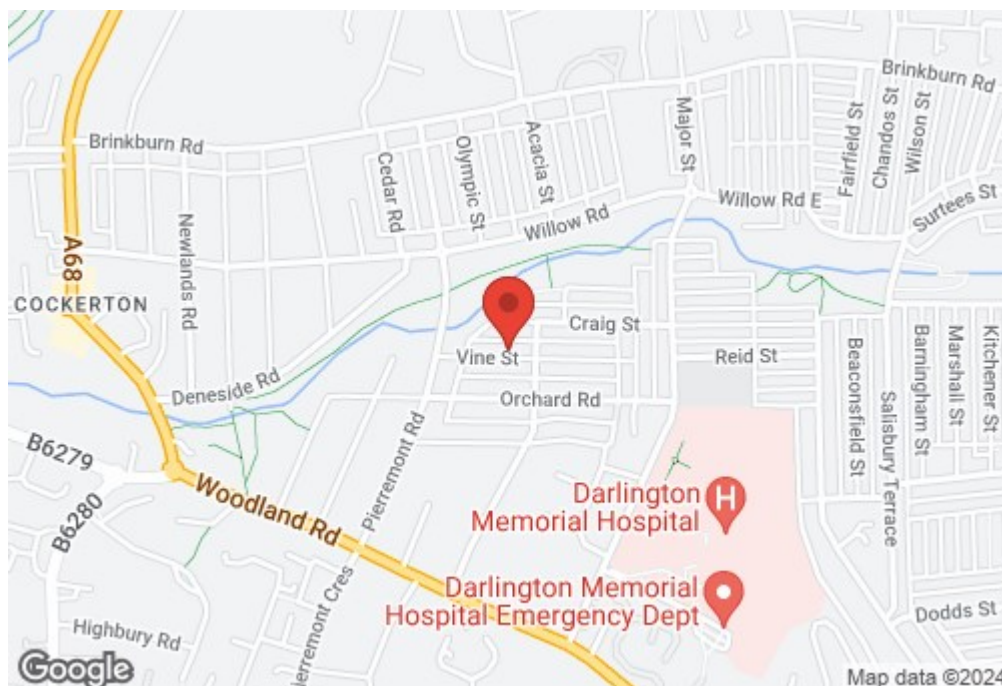 Brinkburn Rd
Major St
Fairfield St
Chanpos St
Wilson St
Brinkburn Rd
Cedar Rd
Olympic St
Acacia St
Willow Rd E
Surtees St
A68
Newlands Rd
Willow Rd
COCKERTON
Craig St
Vine St
Reid St
Deneside Rd
Orchard Rd
Beaconsfield St
Salisbury Terrace
Barningham St
Marshall St
Kitchener St
B6279
B6280
Woodland Rd
Pierremont Rd
Darlington
Memorial Hospital
H
Darlington Memorial
Hospital Emergency Dept
Dodds St
Highbury Rd
ierremont Cres
Google
Map data ©2024